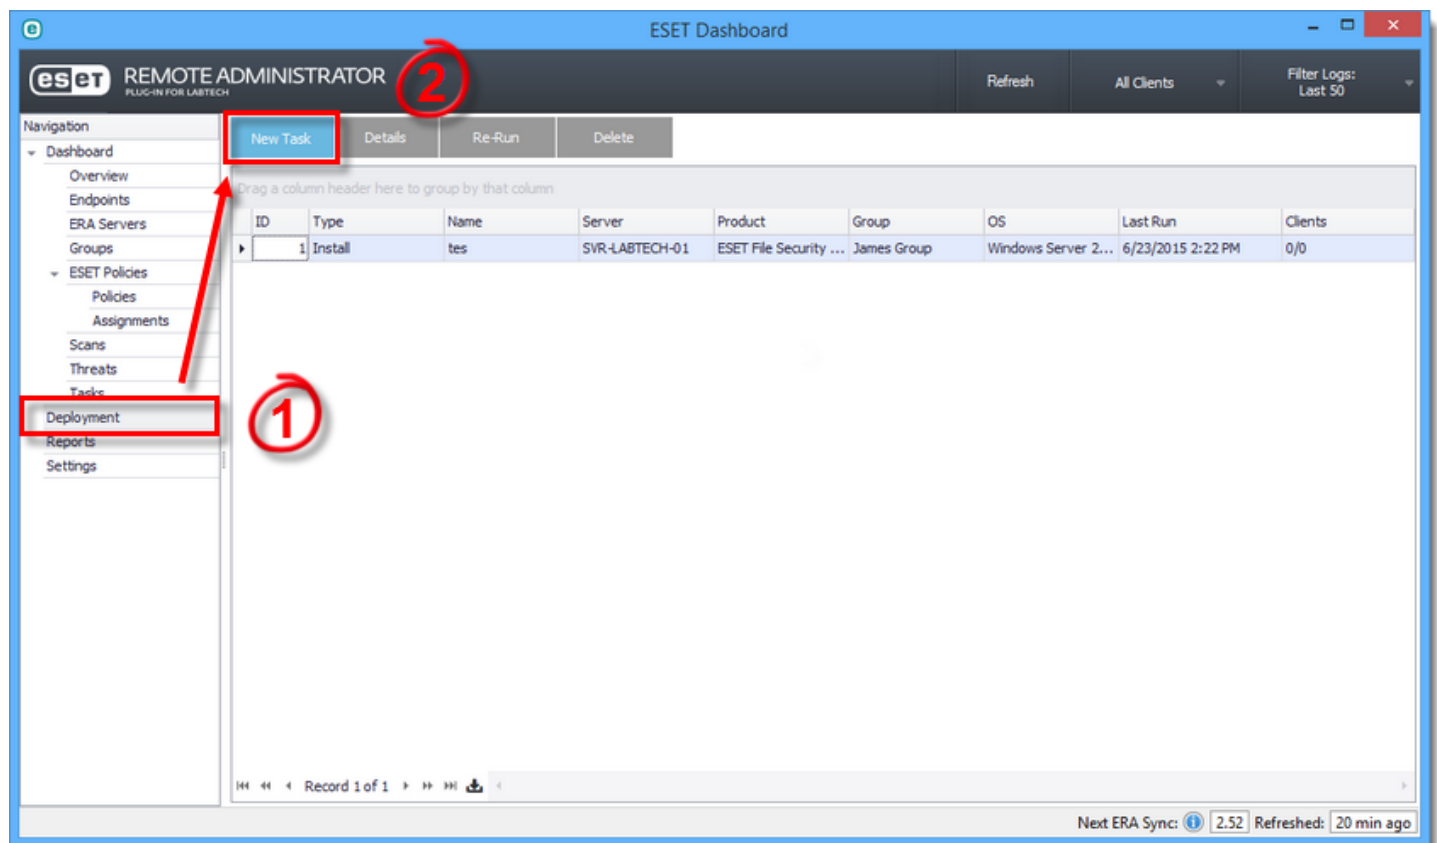 e
ESET Dashboard
eset REMOTE ADMINISTRATOR
PLUG-IN FOR LABTECH
2
Refresh
All Clients
Filter Logs:
Last 50
Navigation
Dashboard
Overview
Endpoints
ERA Servers
Groups
ESET Policies
Policies
Assignments
Scans
Threats
Tasks
Deployment
Reports
Settings
1
New Task Details Re-Run Delete
Drag a column header here to group by that column
ID Type Name Server Product Group OS Last Run Clients
1 Install tes SVR-LABTECH-01 ESET File Security ... James Group Windows Server 2... 6/23/2015 2:22 PM 0/0
Record 1 of 1
Next ERA Sync: 2.52 Refreshed: 20 min ago